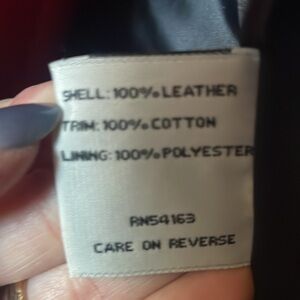 SHELL: 100% LEATHER
TRIM: 100% COTTON
LINING: 100% POLYESTER
RN54163
CARE ON REVERSE